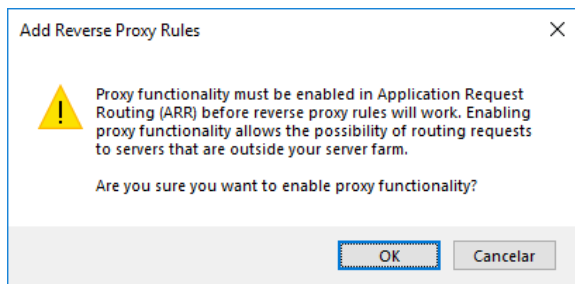 Add Reverse Proxy Rules
Proxy functionality must be enabled in Application Request
Routing (ARR) before reverse proxy rules will work. Enabling
proxy functionality allows the possibility of routing requests
to servers that are outside your server farm.
Are you sure you want to enable proxy functionality?
OK
Cancelar